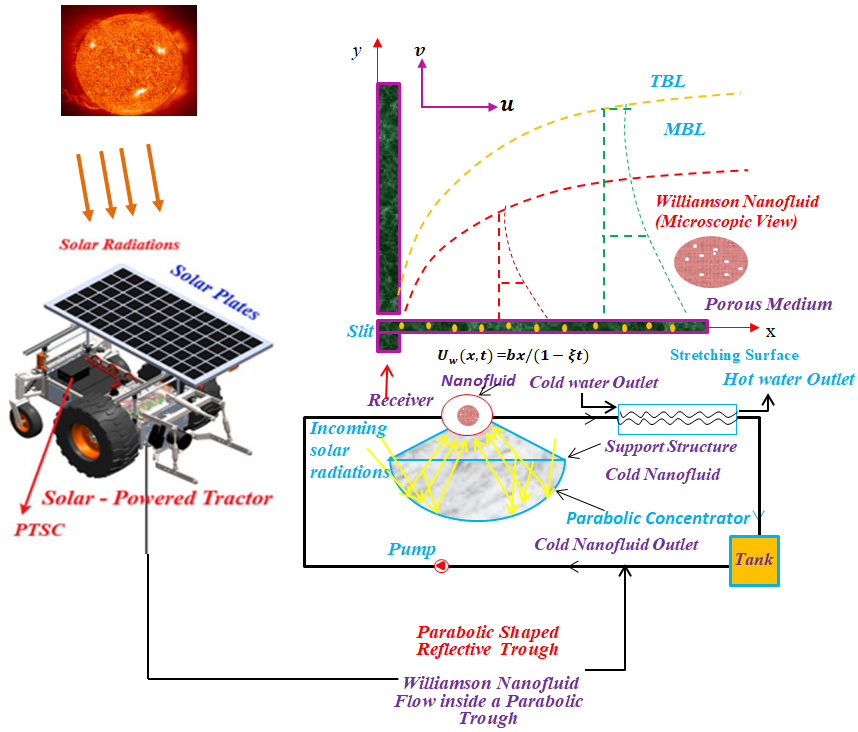 y
v
u
TBL
MBL
Solar Radiations
Solar Plates
Williamson Nanofluid
(Microscopic View)
Porous Medium
Slit
x
U_w(x,t) =bx/(1 − ξt)
Stretching Surface
Receiver
Nanofluid
Cold water Outlet
Hot water Outlet
Incoming
solar
radiations
Support Structure
Cold Nanofluid
Solar - Powered Tractor
PTSC
Parabolic Concentrator
Pump
Cold Nanofluid Outlet
Tank
Parabolic Shaped
Reflective Trough
Williamson Nanofluid
Flow inside a Parabolic
Trough